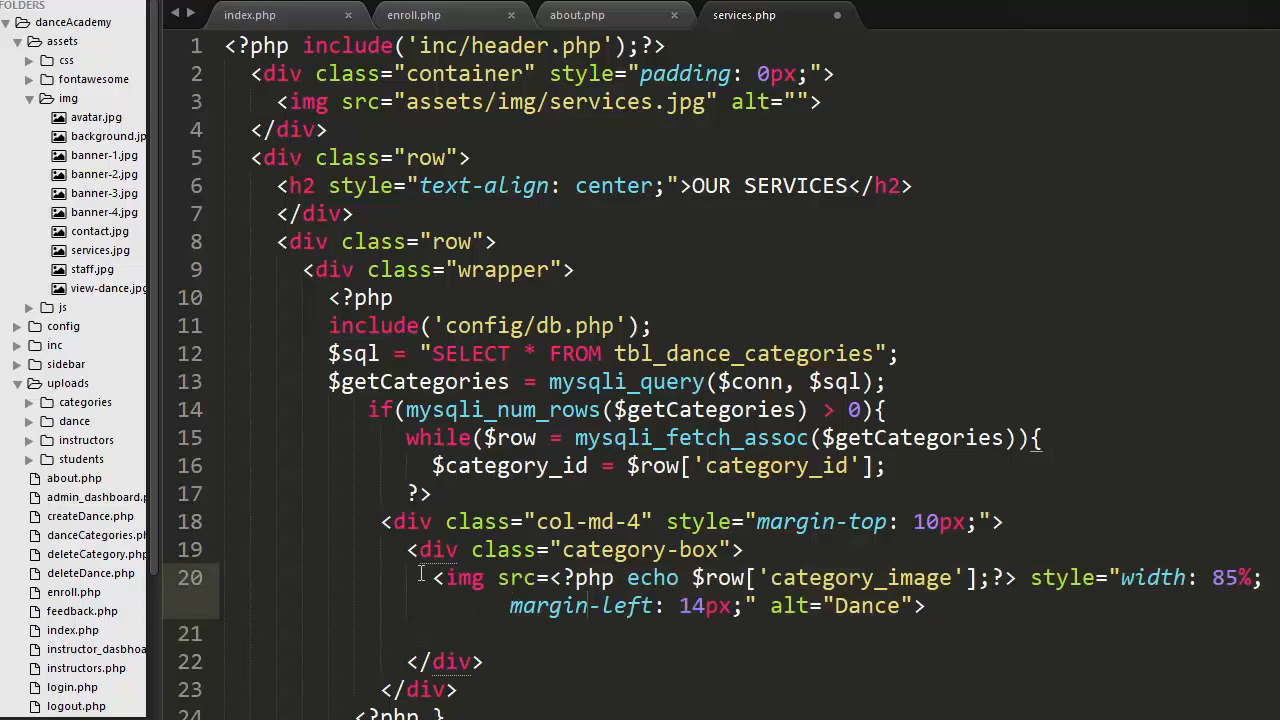 FOLDERS
danceAcademy
assets
css
fontawesome
img
avatar.jpg
background.jp
banner-1.jpg
banner-2.jpg
banner-3.jpg
banner-4.jpg
contact.jpg
services.jpg
staff.jpg
view-dance.jpg
js
config
inc
sidebar
uploads
categories
dance
instructors
students
about.php
admin_dashboard.p
createDance.php
danceCategories.ph
deleteCategory.php
deleteDance.php
enroll.php
feedback.php
index.php
instructor_dasbhoa
instructors.php
login.php
logout.php
index.php × enroll.php × about.php × services.php
1 <?php include('inc/header.php');?>
2 <div class="container" style="padding: 0px;">
3 <img src="assets/img/services.jpg" alt="">
4 </div>
5 <div class="row">
6 <h2 style="text-align: center;">OUR SERVICES</h2>
7 </div>
8 <div class="row">
9 <div class="wrapper">
10 <?php
11 include('config/db.php');
12 $sql = "SELECT * FROM tbl_dance_categories";
13 $getCategories = mysqli_query($conn, $sql);
14 if(mysqli_num_rows($getCategories) > 0){
15 while($row = mysqli_fetch_assoc($getCategories)){
16 $category_id = $row['category_id'];
17 ?>
18 <div class="col-md-4" style="margin-top: 10px;">
19 <div class="category-box">
20 <img src=<?php echo $row['category_image'];?> style="width: 85%;
margin-left: 14px;" alt="Dance">
21
22 </div>
23 </div>
24 <?php }